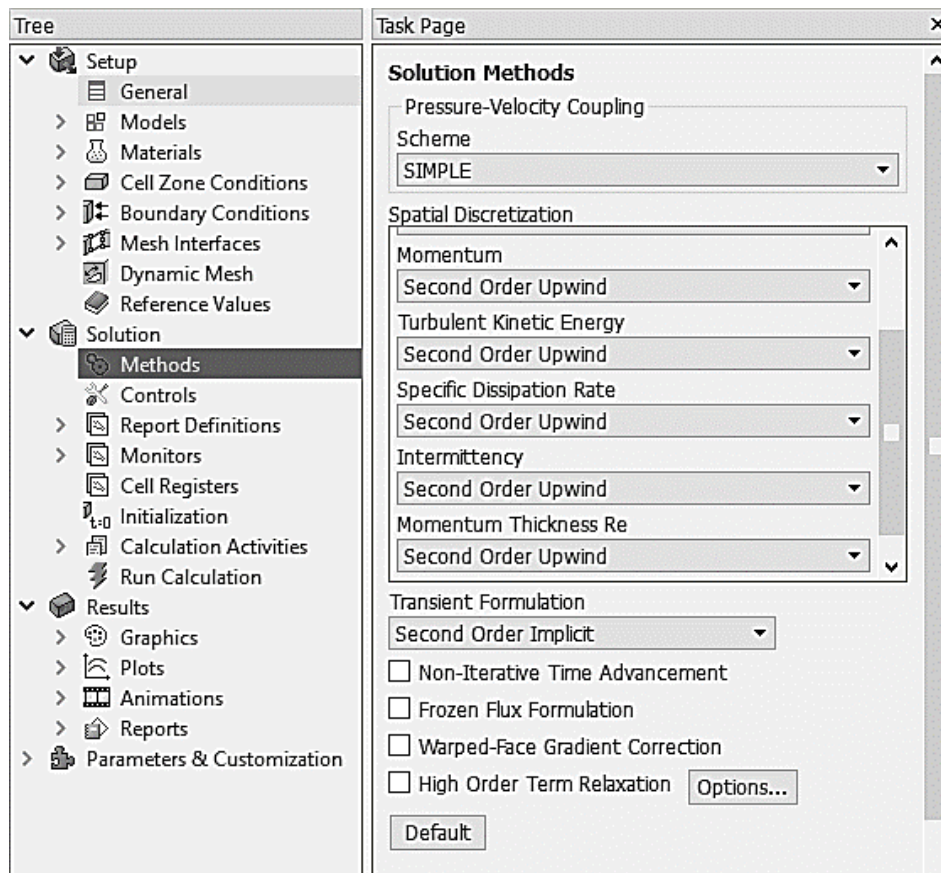 Tree
Setup
General
Models
Materials
Cell Zone Conditions
Boundary Conditions
Mesh Interfaces
Dynamic Mesh
Reference Values
Solution
Methods
Controls
Report Definitions
Monitors
Cell Registers
t=0 Initialization
Calculation Activities
Run Calculation
Results
Graphics
Plots
Animations
Reports
Parameters & Customization
Task Page
Solution Methods
Pressure-Velocity Coupling
Scheme
SIMPLE
Spatial Discretization
Momentum
Second Order Upwind
Turbulent Kinetic Energy
Second Order Upwind
Specific Dissipation Rate
Second Order Upwind
Intermittency
Second Order Upwind
Momentum Thickness Re
Second Order Upwind
Transient Formulation
Second Order Implicit
Non-Iterative Time Advancement
Frozen Flux Formulation
Warped-Face Gradient Correction
High Order Term Relaxation Options...
Default